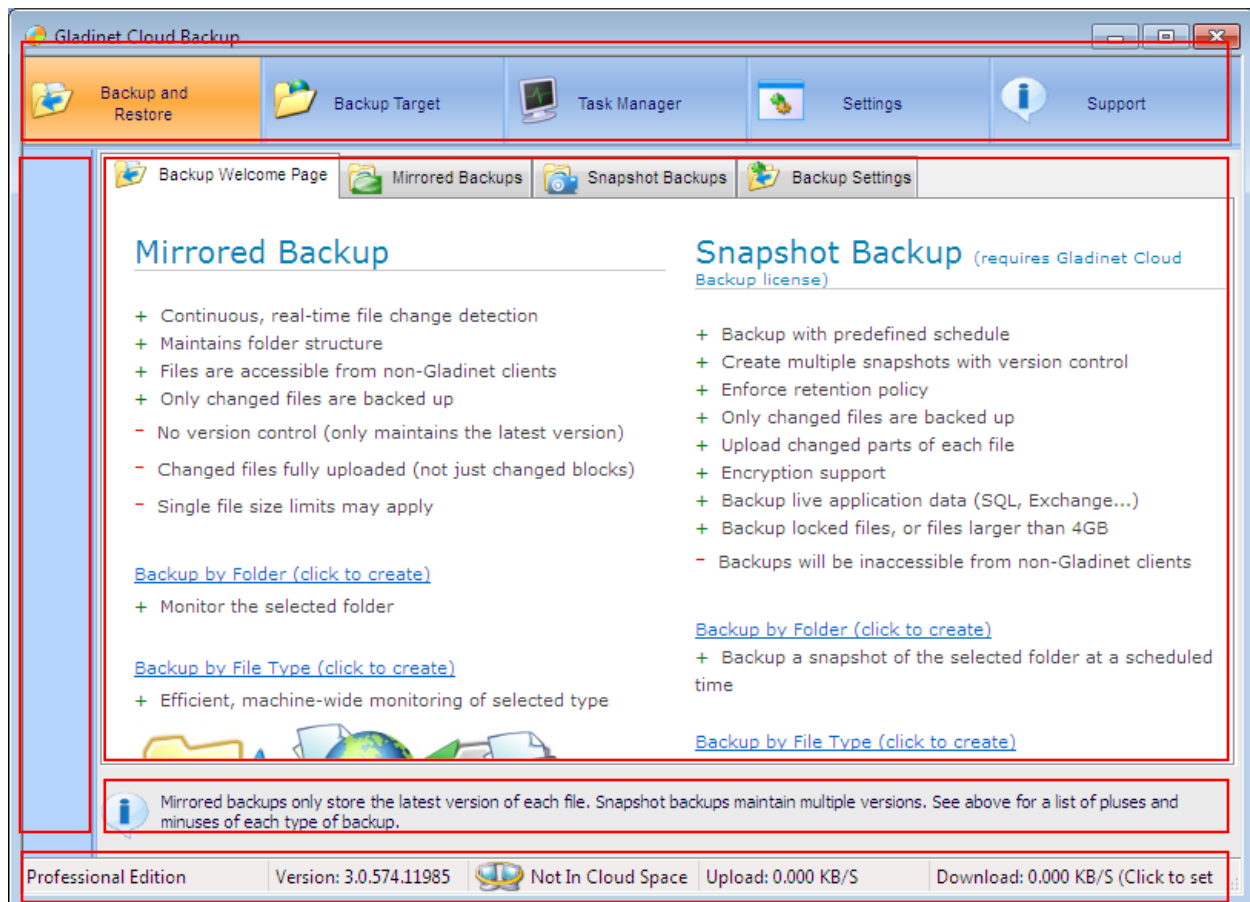 Gladinet Cloud Backup
Backup and
Restore
Backup Target
Task Manager
Settings
Support
Backup Welcome Page
Mirrored Backups
Snapshot Backups
Backup Settings
Mirrored Backup
+ Continuous, real-time file change detection
+ Maintains folder structure
+ Files are accessible from non-Gladinet clients
+ Only changed files are backed up
- No version control (only maintains the latest version)
- Changed files fully uploaded (not just changed blocks)
- Single file size limits may apply
Backup by Folder (click to create)
+ Monitor the selected folder
Backup by File Type (click to create)
+ Efficient, machine-wide monitoring of selected type
Snapshot Backup (requires Gladinet Cloud
Backup license)
+ Backup with predefined schedule
+ Create multiple snapshots with version control
+ Enforce retention policy
+ Only changed files are backed up
+ Upload changed parts of each file
+ Encryption support
+ Backup live application data (SQL, Exchange...)
+ Backup locked files, or files larger than 4GB
- Backups will be inaccessible from non-Gladinet clients
Backup by Folder (click to create)
+ Backup a snapshot of the selected folder at a scheduled
time
Backup by File Type (click to create)
Mirrored backups only store the latest version of each file. Snapshot backups maintain multiple versions. See above for a list of pluses and
minuses of each type of backup.
Professional Edition
Version: 3.0.574.11985
Not In Cloud Space
Upload: 0.000 KB/S
Download: 0.000 KB/S (Click to set